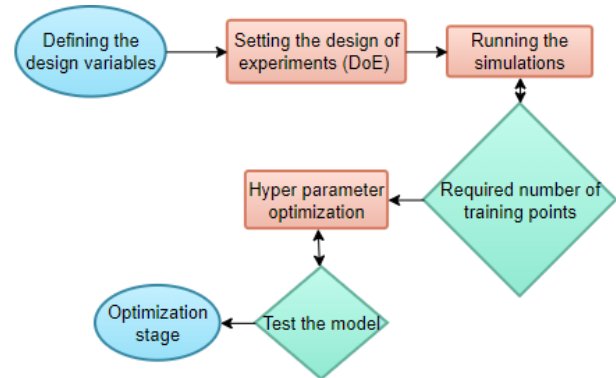 Defining the
design variables
Setting the design of
experiments (DoE)
Running the
simulations
Required number of
training points
Hyper parameter
optimization
Test the model
Optimization
stage